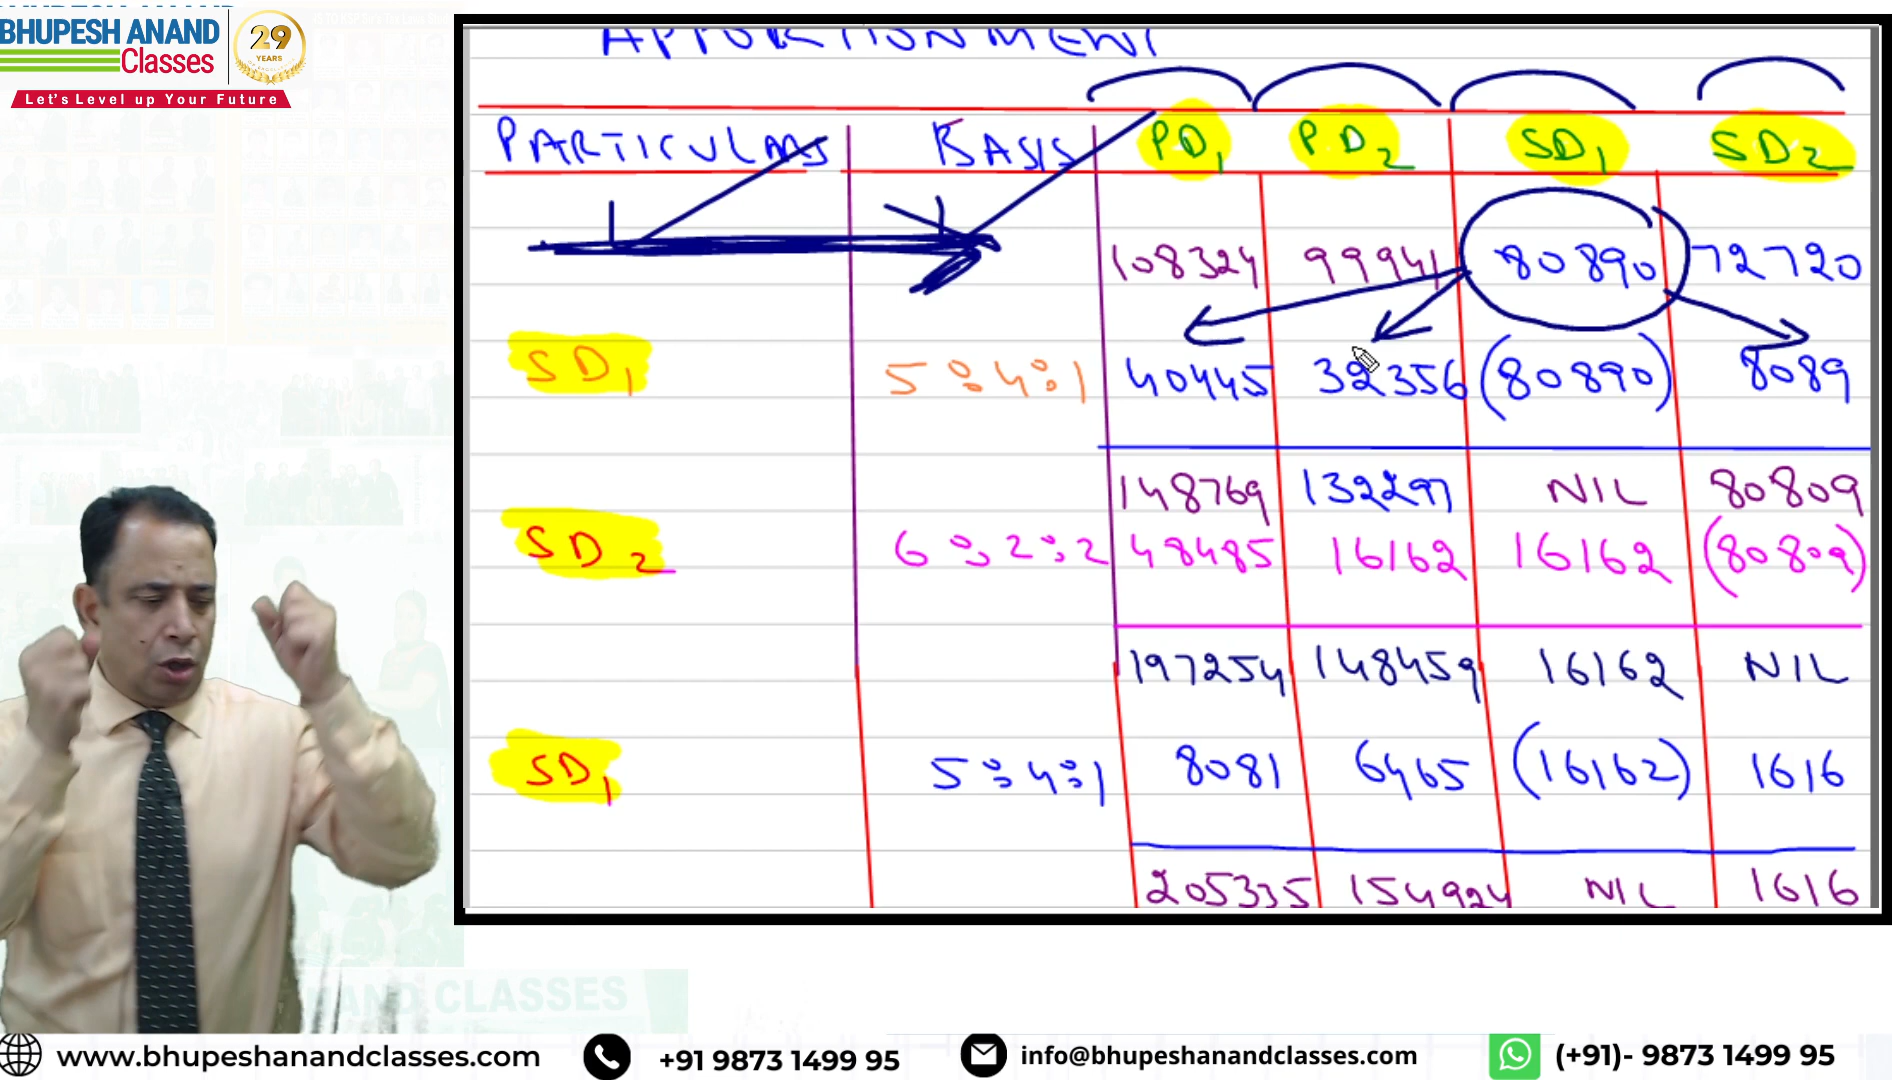 BHUPESH ANAND
Classes
29
YEARS
Let's Level up Your Future
APPORTIONMENT
PARTICULARS BASIS PD1 PD2 SD1 SD2
108324 99941 80890 72720
SD1 5:4:1 40445 32356 (80890) 8089
148769 132297 NIL 80809
SD2 6:2:2 48485 16162 16162 (80809)
197254 148459 16162 NIL
SD1 5:4:1 8081 6465 (16162) 1616
205335 154924 NIL 1616
AND CLASSES
www.bhupeshanandclasses.com +91 9873 1499 95 info@bhupeshanandclasses.com (+91)- 9873 1499 95